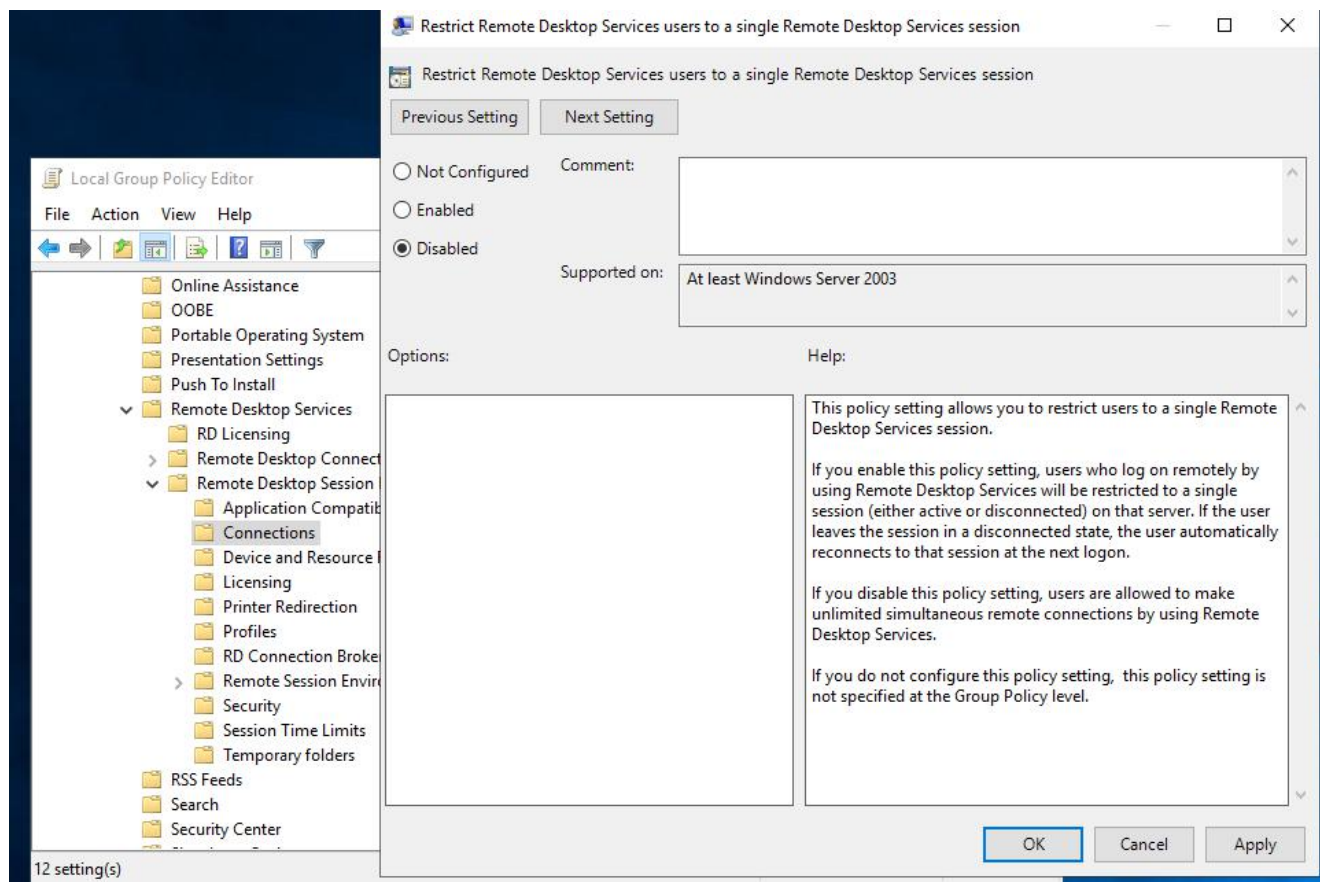 Restrict Remote Desktop Services users to a single Remote Desktop Services session
Restrict Remote Desktop Services users to a single Remote Desktop Services session
Previous Setting
Next Setting
Not Configured
Enabled
Disabled
Comment:
Supported on:
At least Windows Server 2003
Options:
Help:
This policy setting allows you to restrict users to a single Remote
Desktop Services session.
If you enable this policy setting, users who log on remotely by
using Remote Desktop Services will be restricted to a single
session (either active or disconnected) on that server. If the user
leaves the session in a disconnected state, the user automatically
reconnects to that session at the next logon.
If you disable this policy setting, users are allowed to make
unlimited simultaneous remote connections by using Remote
Desktop Services.
If you do not configure this policy setting,  this policy setting is
not specified at the Group Policy level.
OK
Cancel
Apply
Local Group Policy Editor
File
Action
View
Help
Online Assistance
OOBE
Portable Operating System
Presentation Settings
Push To Install
Remote Desktop Services
RD Licensing
Remote Desktop Connect
Remote Desktop Session
Application Compatib
Connections
Device and Resource
Licensing
Printer Redirection
Profiles
RD Connection Broke
Remote Session Envir
Security
Session Time Limits
Temporary folders
RSS Feeds
Search
Security Center
12 setting(s)